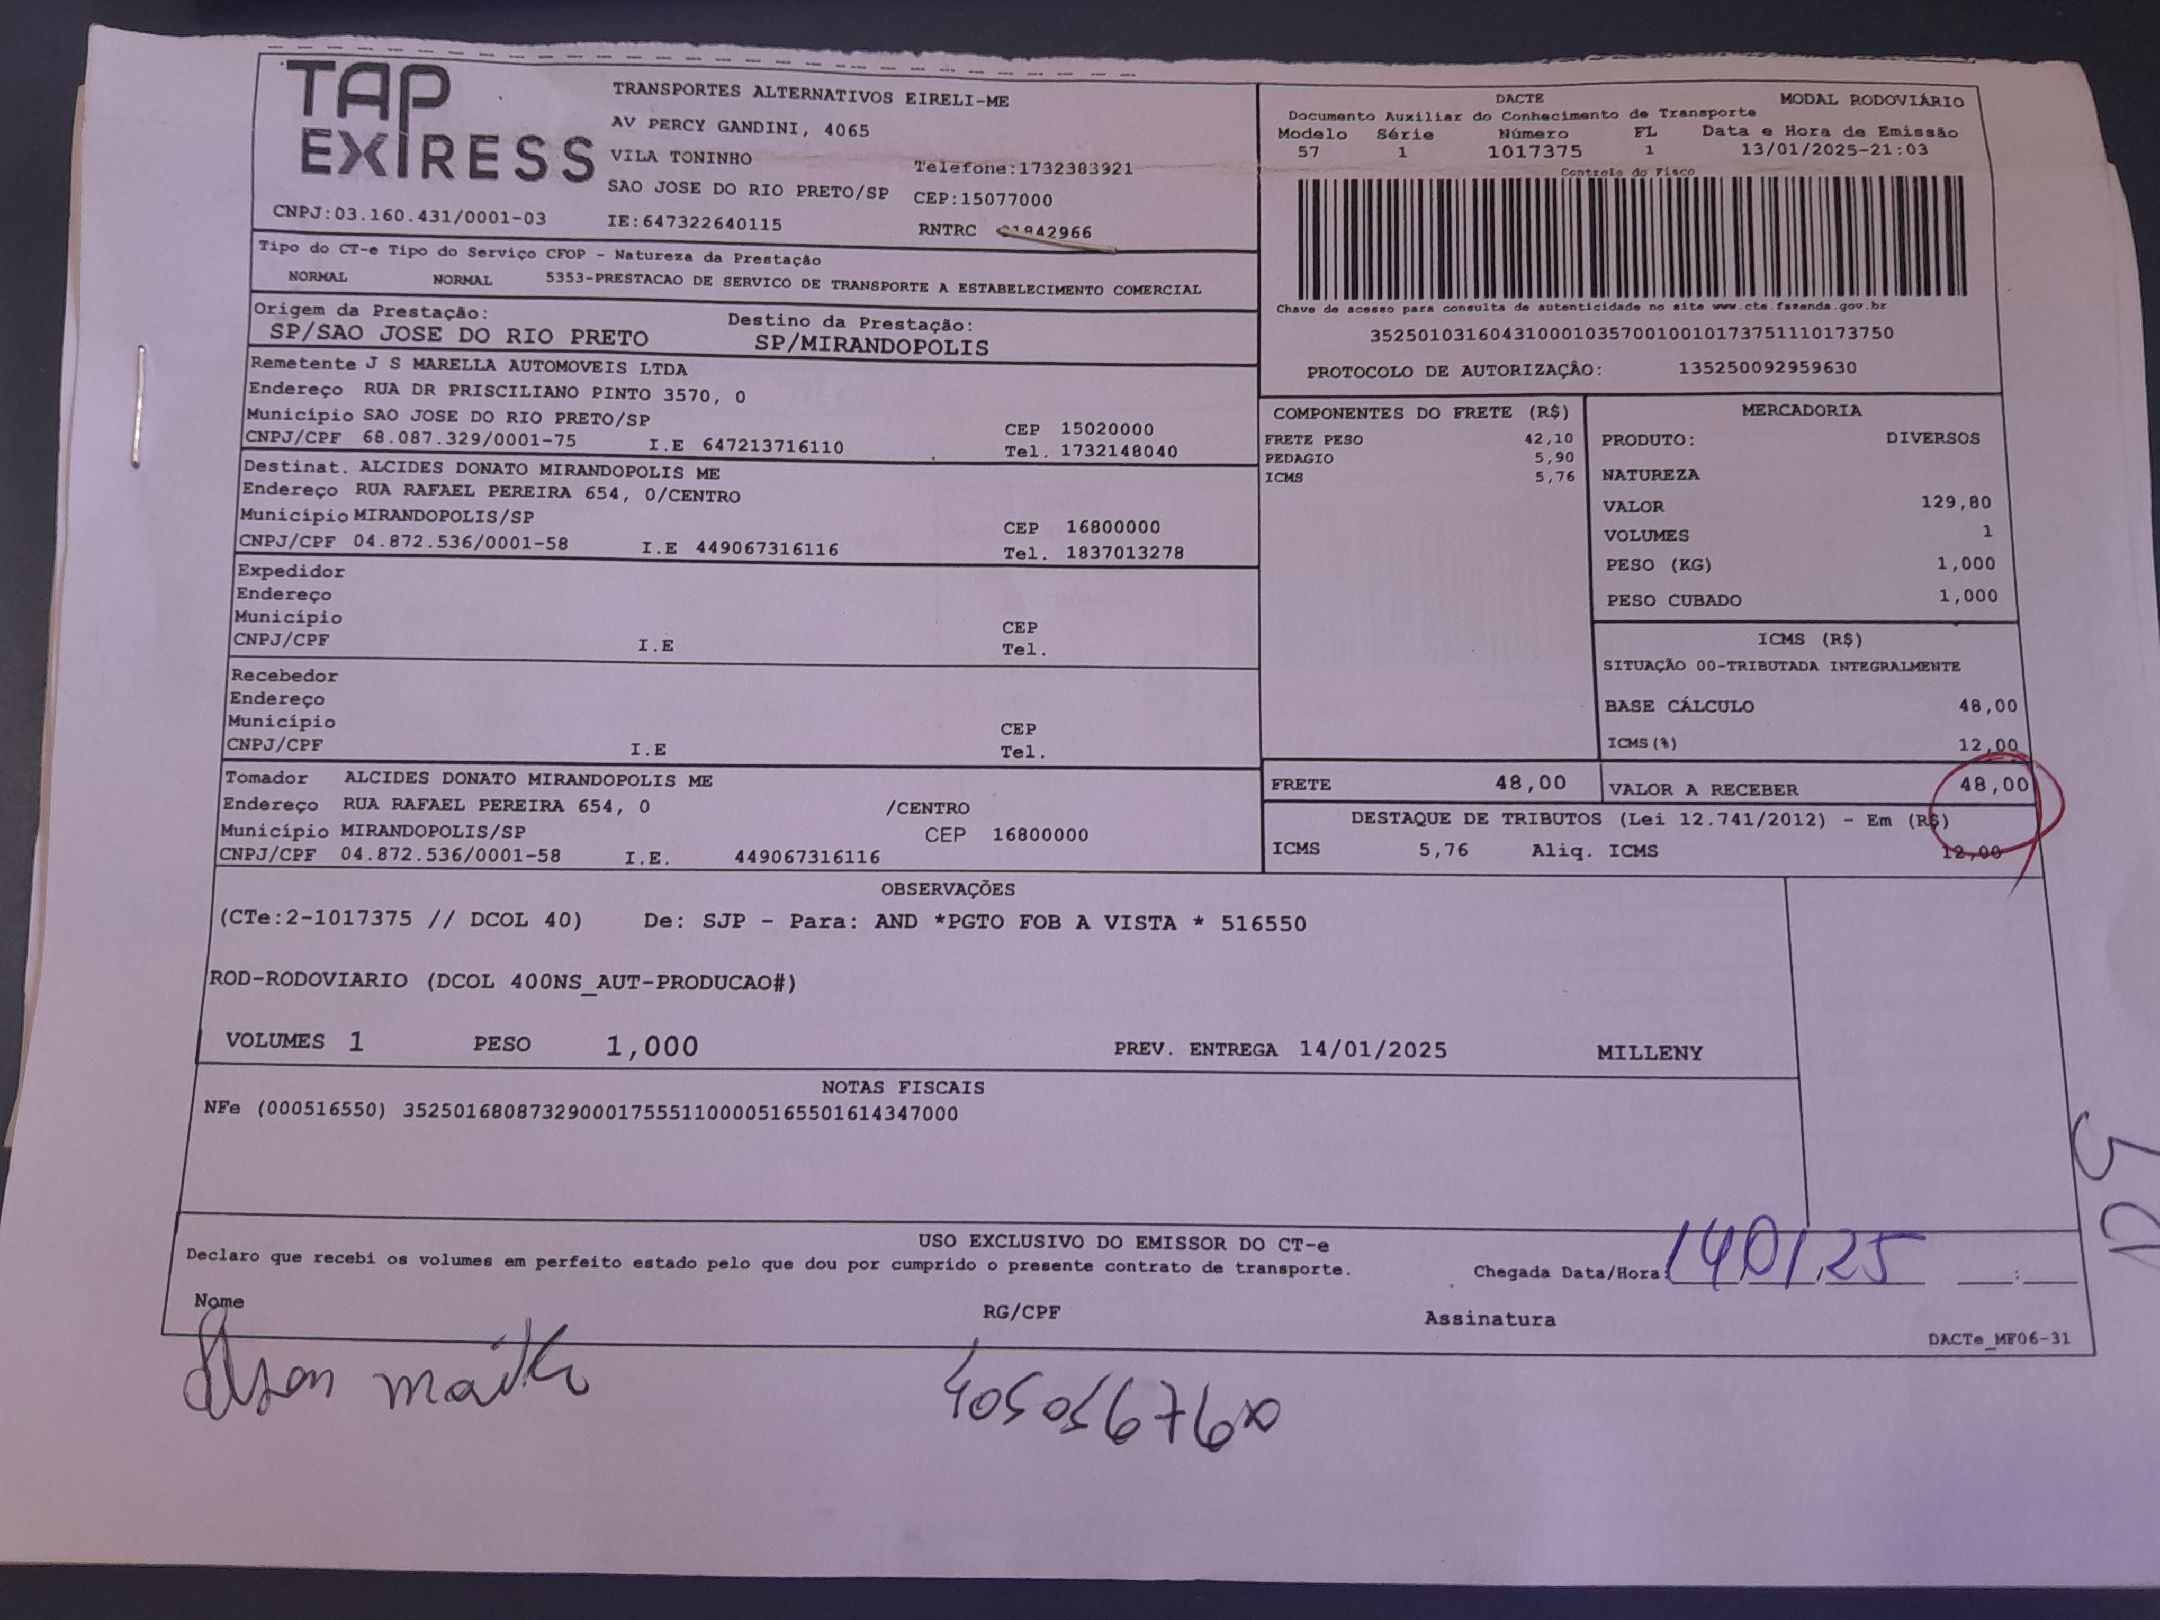 TAP
EXIRESS
TRANSPORTES ALTERNATIVOS EIRELI-ME
AV PERCY GANDINI, 4065
VILA TONINHO
Telefone:1732383921
SAO JOSE DO RIO PRETO/SP CEP:15077000
CNPJ:03.160.431/0001-03 IE:647322640115 RNTRC
DACTE MODAL RODOVIÁRIO
Documento Auxiliar do Conhecimento de Transporte
Modelo Série Número FL Data e Hora de Emissão
57 1 1017375 1 13/01/2025-21:03
Controle do Fisco
Chave de acesso para consulta de autenticidade no site www.cte.fazenda.gov.br
35250103160431000103570010010173751110173750
PROTOCOLO DE AUTORIZAÇÃO: 135250092959630
Tipo do CT-e Tipo do Serviço CFOP - Natureza da Prestação
NORMAL NORMAL 5353-PRESTACAO DE SERVICO DE TRANSPORTE A ESTABELECIMENTO COMERCIAL
Origem da Prestação: Destino da Prestação:
SP/SAO JOSE DO RIO PRETO SP/MIRANDOPOLIS
Remetente J S MARELLA AUTOMOVEIS LTDA
Endereço RUA DR PRISCILIANO PINTO 3570, 0
Município SAO JOSE DO RIO PRETO/SP CEP 15020000
CNPJ/CPF 68.087.329/0001-75 I.E 647213716110 Tel. 1732148040
Destinat. ALCIDES DONATO MIRANDOPOLIS ME
Endereço RUA RAFAEL PEREIRA 654, 0/CENTRO
Município MIRANDOPOLIS/SP CEP 16800000
CNPJ/CPF 04.872.536/0001-58 I.E 449067316116 Tel. 1837013278
Expedidor
Endereço
Município CEP
CNPJ/CPF I.E Tel.
Recebedor
Endereço
Município CEP
CNPJ/CPF I.E Tel.
Tomador ALCIDES DONATO MIRANDOPOLIS ME
Endereço RUA RAFAEL PEREIRA 654, 0 /CENTRO
Município MIRANDOPOLIS/SP CEP 16800000
CNPJ/CPF 04.872.536/0001-58 I.E. 449067316116
COMPONENTES DO FRETE (R$)
FRETE PESO 42,10
PEDAGIO 5,90
ICMS 5,76
MERCADORIA
PRODUTO: DIVERSOS
NATUREZA
VALOR 129,80
VOLUMES 1
PESO (KG) 1,000
PESO CUBADO 1,000
ICMS (R$)
SITUAÇÃO 00-TRIBUTADA INTEGRALMENTE
BASE CÁLCULO 48,00
ICMS(%) 12,00
FRETE 48,00 VALOR A RECEBER 48,00
DESTAQUE DE TRIBUTOS (Lei 12.741/2012) - Em (R$)
ICMS 5,76 Aliq. ICMS 12,00
OBSERVAÇÕES
(CTe:2-1017375 // DCOL 40) De: SJP - Para: AND *PGTO FOB A VISTA * 516550
ROD-RODOVIARIO (DCOL 400NS_AUT-PRODUCAO#)
VOLUMES 1 PESO 1,000 PREV. ENTREGA 14/01/2025 MILLENY
NOTAS FISCAIS
NFe (000516550) 35250168087329000175551100005165501614347000
USO EXCLUSIVO DO EMISSOR DO CT-e
Declaro que recebi os volumes em perfeito estado pelo que dou por cumprido o presente contrato de transporte.
Chegada Data/Hora: 14/01/25 :
Nome RG/CPF Assinatura
DACTe_MF06-31